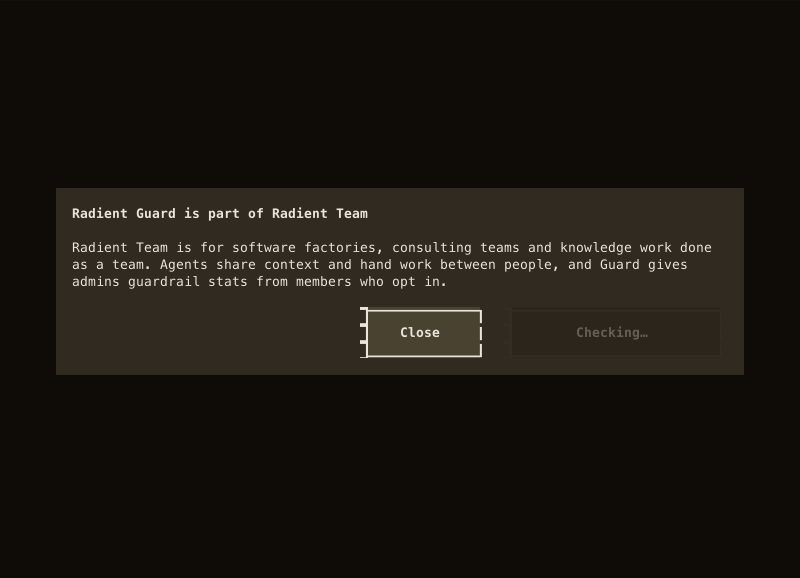 Radient Guard is part of Radient Team
Radient Team is for software factories, consulting teams and knowledge work done
as a team. Agents share context and hand work between people, and Guard gives
admins guardrail stats from members who opt in.
Close
Checking…